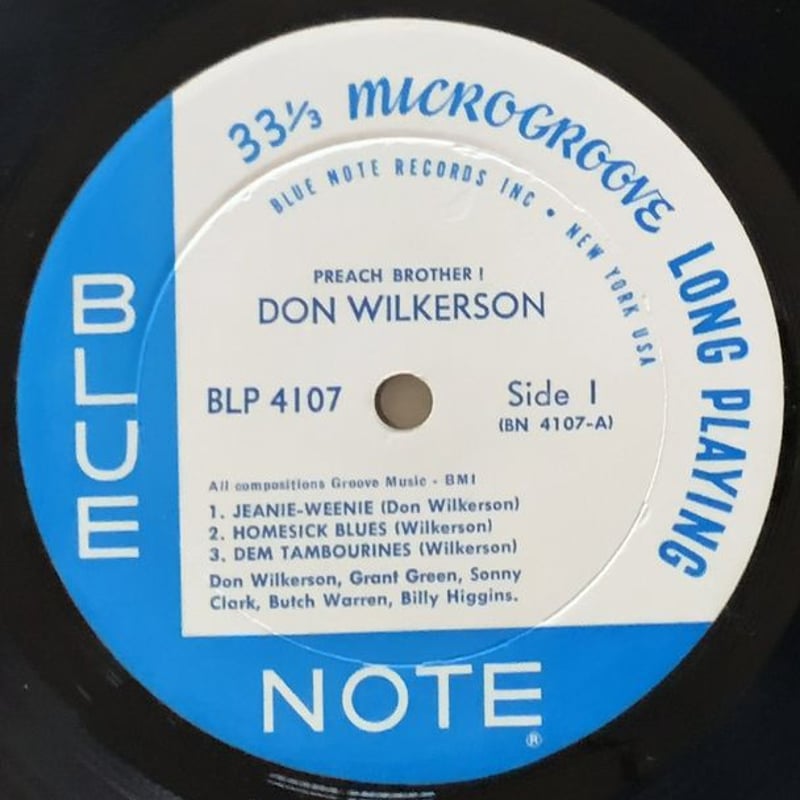 33⅓ MICROGROOVE LONG PLAYING
BLUE NOTE RECORDS INC • NEW YORK USA
PREACH BROTHER!
DON WILKERSON
BLP 4107
Side 1
(BN 4107-A)
All compositions Groove Music - BMI
1. JEANIE-WEENIE (Don Wilkerson)
2. HOMESICK BLUES (Wilkerson)
3. DEM TAMBOURINES (Wilkerson)
Don Wilkerson, Grant Green, Sonny
Clark, Butch Warren, Billy Higgins.
BLUE
NOTE
®